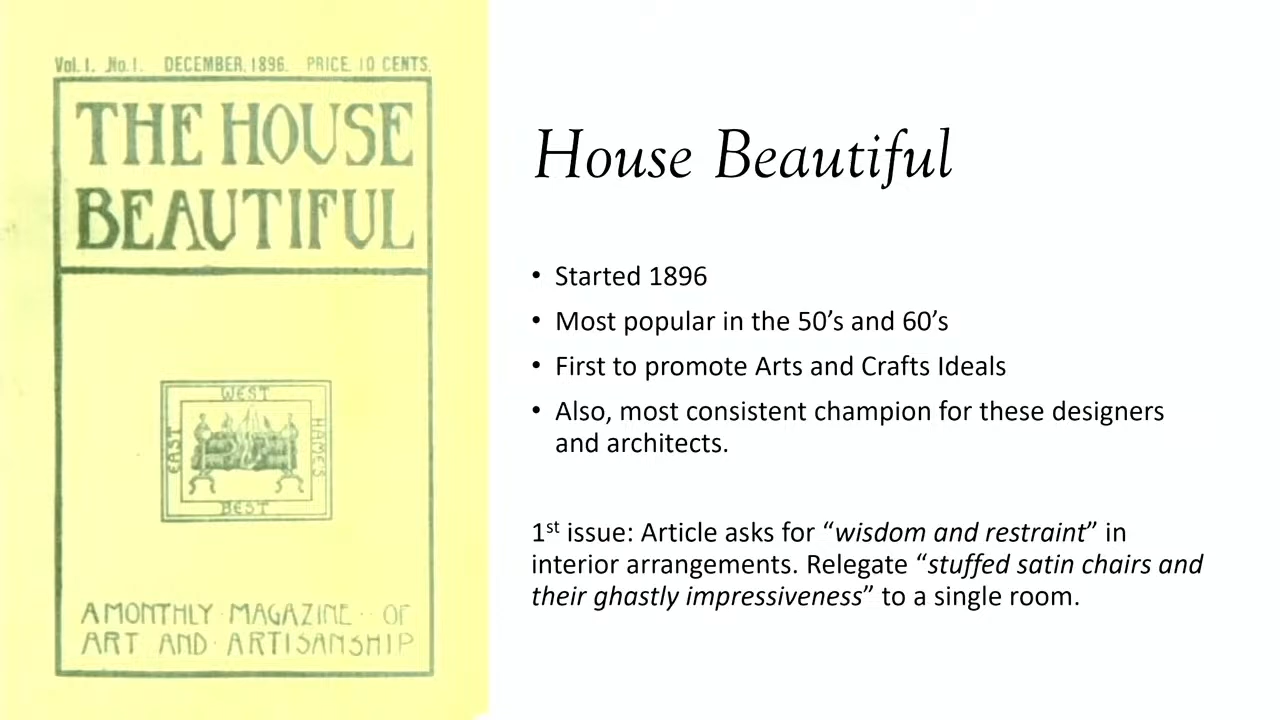 Vol. 1. No. 1. DECEMBER, 1896. PRICE 10 CENTS.
THE HOUSE
BEAUTIFUL
WEST
EAST
HAME'S
BEST
A MONTHLY · MAGAZINE · · OF
ART AND · ARTISANSHIP
House Beautiful
• Started 1896
• Most popular in the 50’s and 60’s
• First to promote Arts and Crafts Ideals
• Also, most consistent champion for these designers
and architects.
1st issue: Article asks for “wisdom and restraint” in
interior arrangements. Relegate “stuffed satin chairs and
their ghastly impressiveness” to a single room.